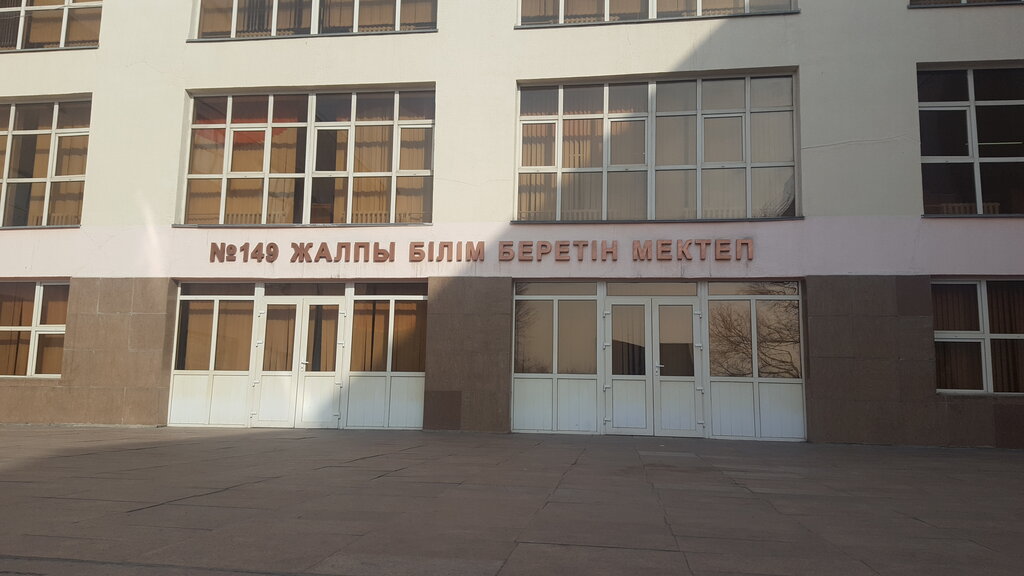 №149 ЖАЛПЫ БІЛІМ БЕРЕТІН МЕКТЕП